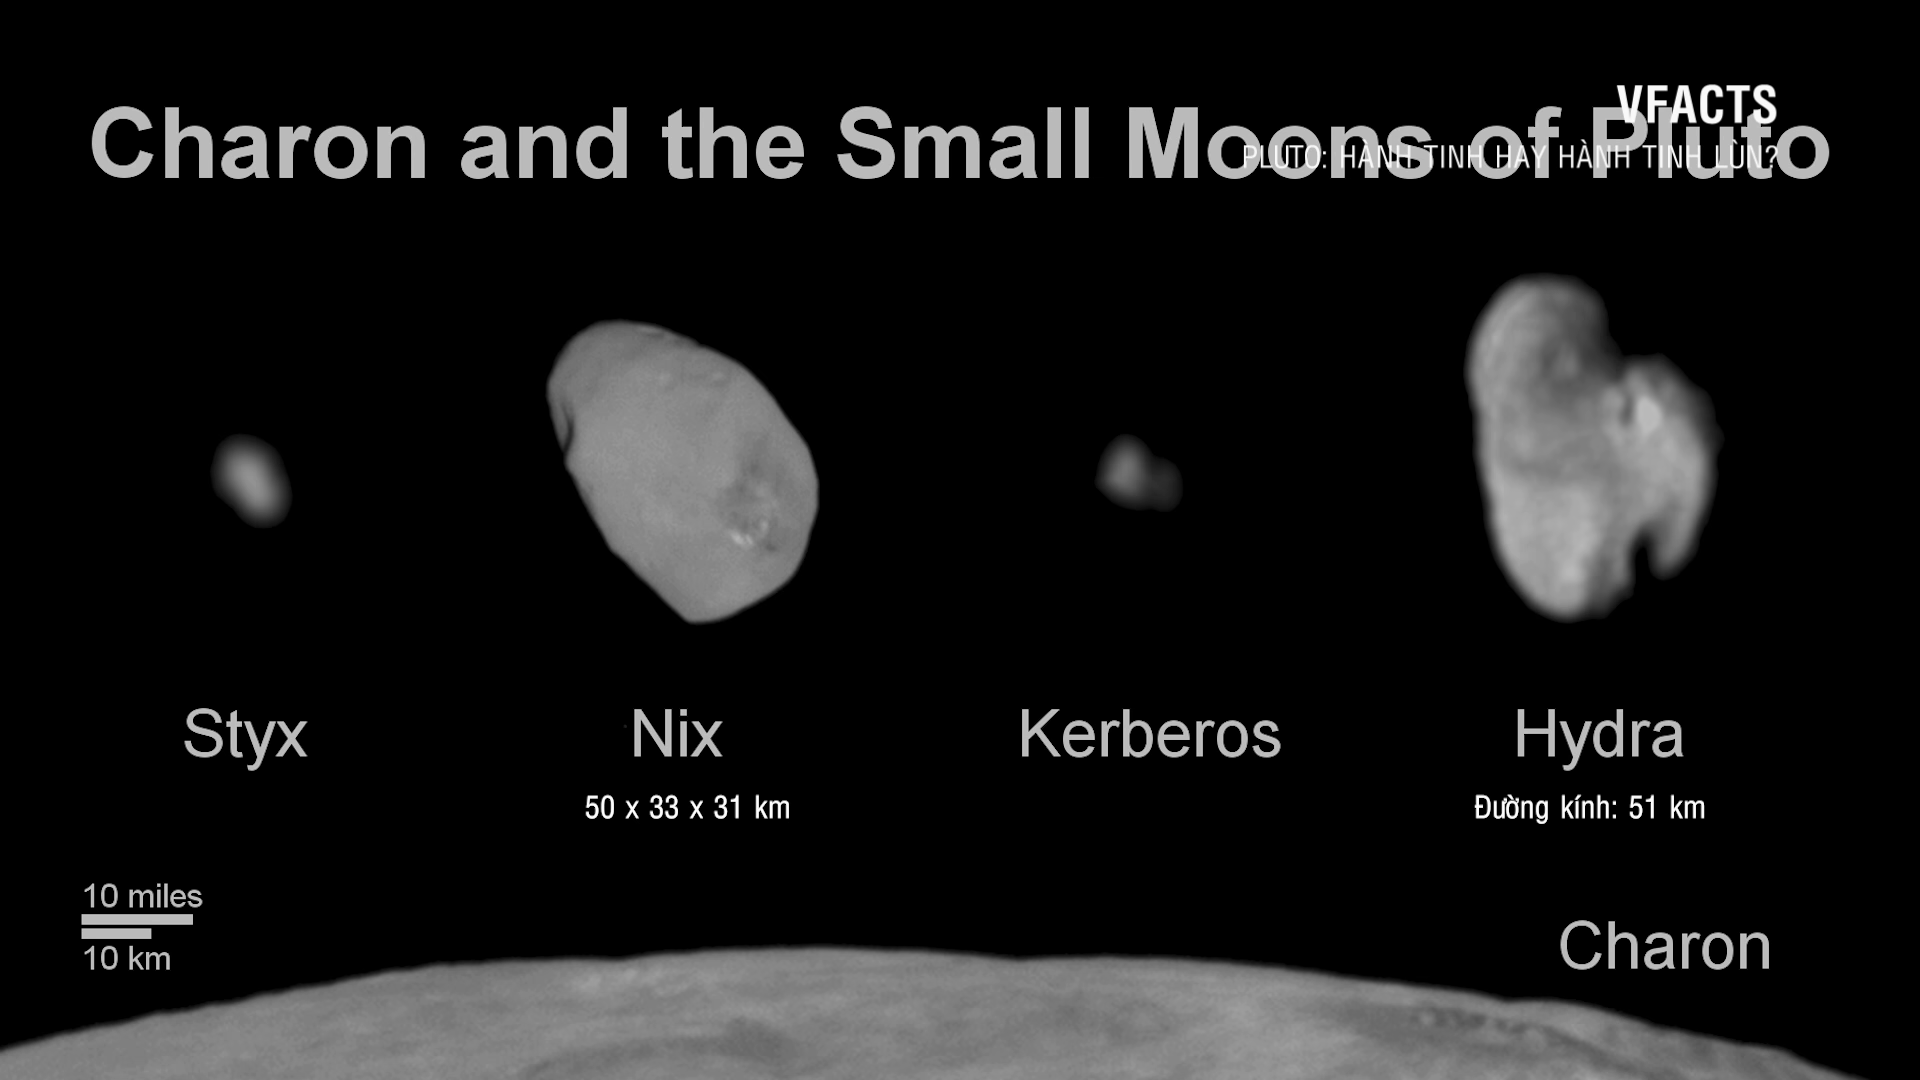 VFACTS
Charon and the Small Moons of Pluto
PLUTO: HÀNH TINH HAY HÀNH TINH LÙN?
Styx
Nix
Kerberos
Hydra
50 x 33 x 31 km
Đường kính: 51 km
10 miles
10 km
Charon